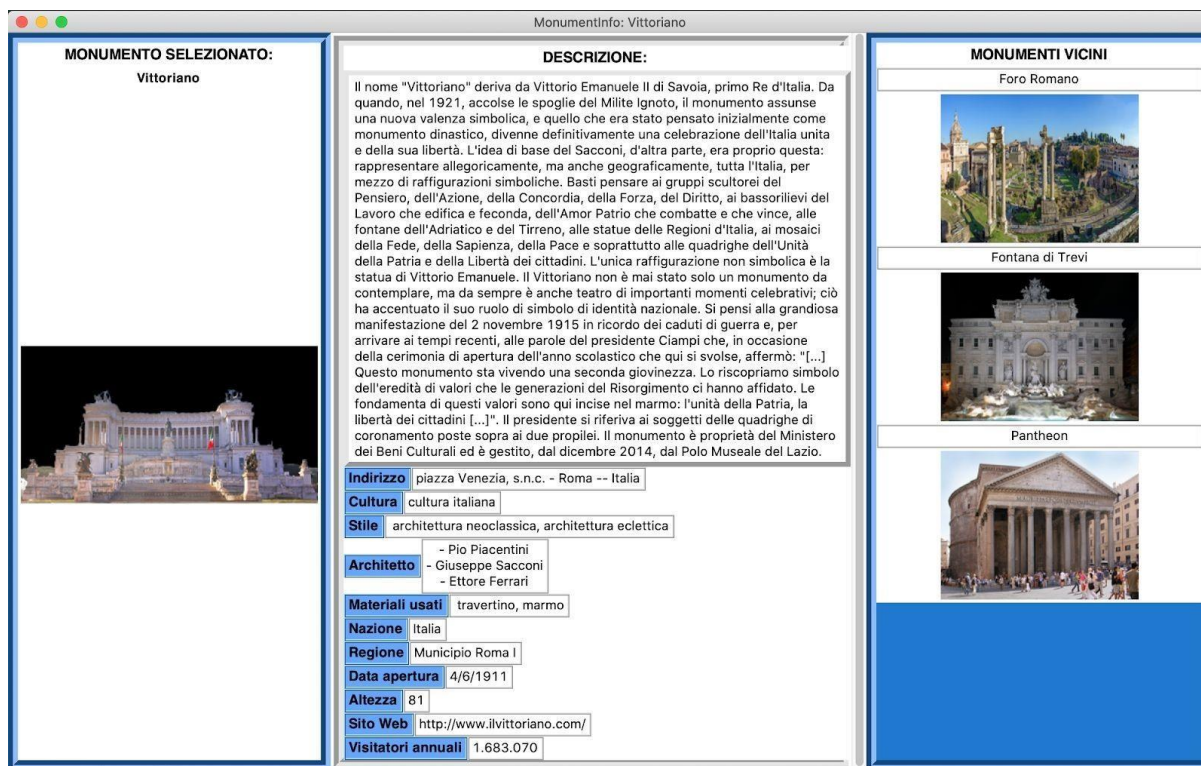 MonumentInfo: Vittoriano
MONUMENTO SELEZIONATO:
Vittoriano
DESCRIZIONE:
Il nome "Vittoriano" deriva da Vittorio Emanuele II di Savoia, primo Re d'Italia. Da
quando, nel 1921, accolse le spoglie del Milite Ignoto, il monumento assunse
una nuova valenza simbolica, e quello che era stato pensato inizialmente come
monumento dinastico, divenne definitivamente una celebrazione dell'Italia unita
e della sua libertà. L'idea di base del Sacconi, d'altra parte, era proprio questa:
rappresentare allegoricamente, ma anche geograficamente, tutta l'Italia, per
mezzo di raffigurazioni simboliche. Basti pensare ai gruppi scultorei del
Pensiero, dell'Azione, della Concordia, della Forza, del Diritto, ai bassorilievi del
Lavoro che edifica e feconda, dell'Amor Patrio che combatte e che vince, alle
fontane dell'Adriatico e del Tirreno, alle statue delle Regioni d'Italia, ai mosaici
della Fede, della Sapienza, della Pace e soprattutto alle quadrighe dell'Unità
della Patria e della Libertà dei cittadini. L'unica raffigurazione non simbolica è la
statua di Vittorio Emanuele. Il Vittoriano non è mai stato solo un monumento da
contemplare, ma da sempre è anche teatro di importanti momenti celebrativi; ciò
ha accentuato il suo ruolo di simbolo di identità nazionale. Si pensi alla grandiosa
manifestazione del 2 novembre 1915 in ricordo dei caduti di guerra e, per
arrivare ai tempi recenti, alle parole del presidente Ciampi che, in occasione
della cerimonia di apertura dell'anno scolastico che qui si svolse, affermò: "[...]
Questo monumento sta vivendo una seconda giovinezza. Lo riscopriamo simbolo
dell'eredità di valori che le generazioni del Risorgimento ci hanno affidato. Le
fondamenta di questi valori sono qui incise nel marmo: l'unità della Patria, la
libertà dei cittadini [...]". Il presidente si riferiva ai soggetti delle quadrighe di
coronamento poste sopra ai due propilei. Il monumento è proprietà del Ministero
dei Beni Culturali ed è gestito, dal dicembre 2014, dal Polo Museale del Lazio.
Indirizzo piazza Venezia, s.n.c. - Roma -- Italia
Cultura cultura italiana
Stile architettura neoclassica, architettura eclettica
Architetto - Pio Piacentini
- Giuseppe Sacconi
- Ettore Ferrari
Materiali usati travertino, marmo
Nazione Italia
Regione Municipio Roma I
Data apertura 4/6/1911
Altezza 81
Sito Web http://www.ilvittoriano.com/
Visitatori annuali 1.683.070
MONUMENTI VICINI
Foro Romano
Fontana di Trevi
Pantheon